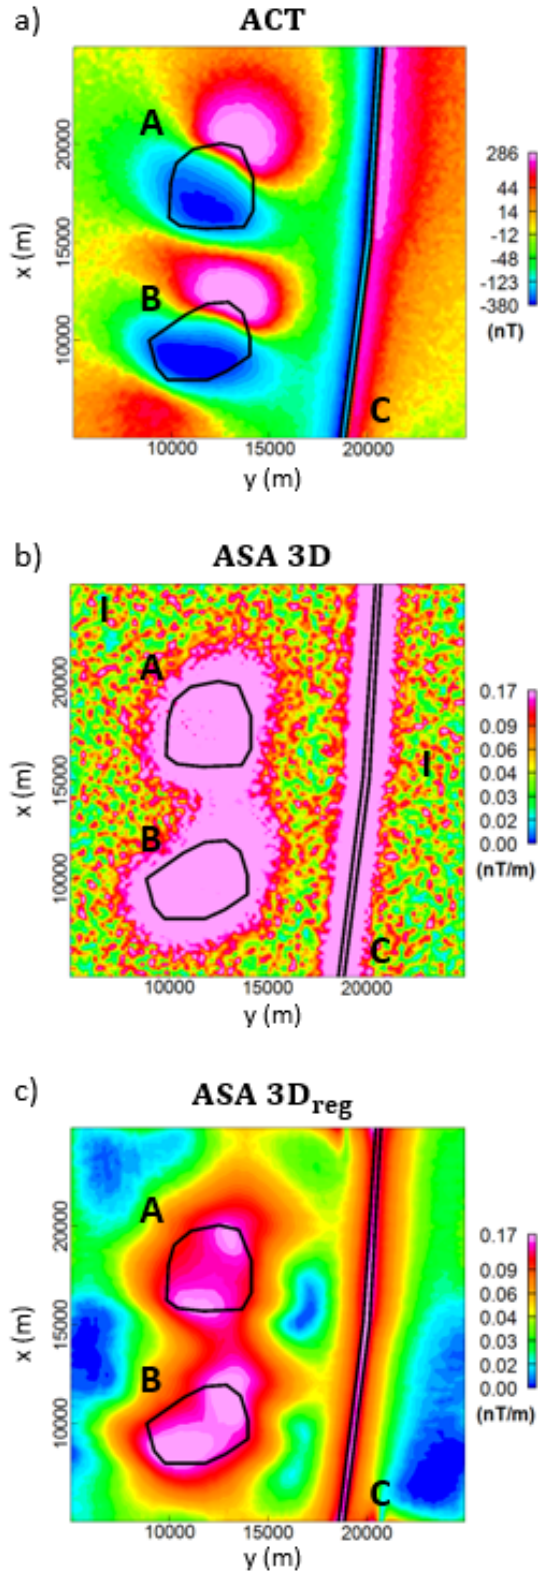 a) ACT
A
B
C
x (m)
20000
15000
10000
10000 15000 20000
y (m)
286
44
14
-12
-48
-123
-380
(nT)
b) ASA 3D
I
A
I
B
C
x (m)
20000
15000
10000
10000 15000 20000
y (m)
0.17
0.09
0.06
0.04
0.03
0.02
0.00
(nT/m)
c) ASA 3Dreg
A
B
C
x (m)
20000
15000
10000
10000 15000 20000
y (m)
0.17
0.09
0.06
0.04
0.03
0.02
0.00
(nT/m)